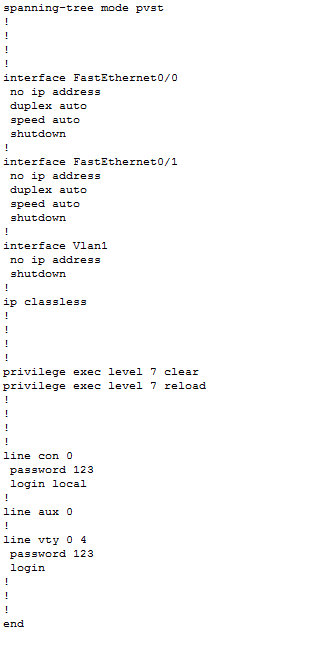 spanning-tree mode pvst
!
!
!
!
interface FastEthernet0/0
 no ip address
 duplex auto
 speed auto
 shutdown
!
interface FastEthernet0/1
 no ip address
 duplex auto
 speed auto
 shutdown
!
interface Vlan1
 no ip address
 shutdown
!
ip classless
!
!
!
!
privilege exec level 7 clear
privilege exec level 7 reload
!
!
!
!
line con 0
 password 123
 login local
!
line aux 0
!
line vty 0 4
 password 123
 login
!
!
!
end